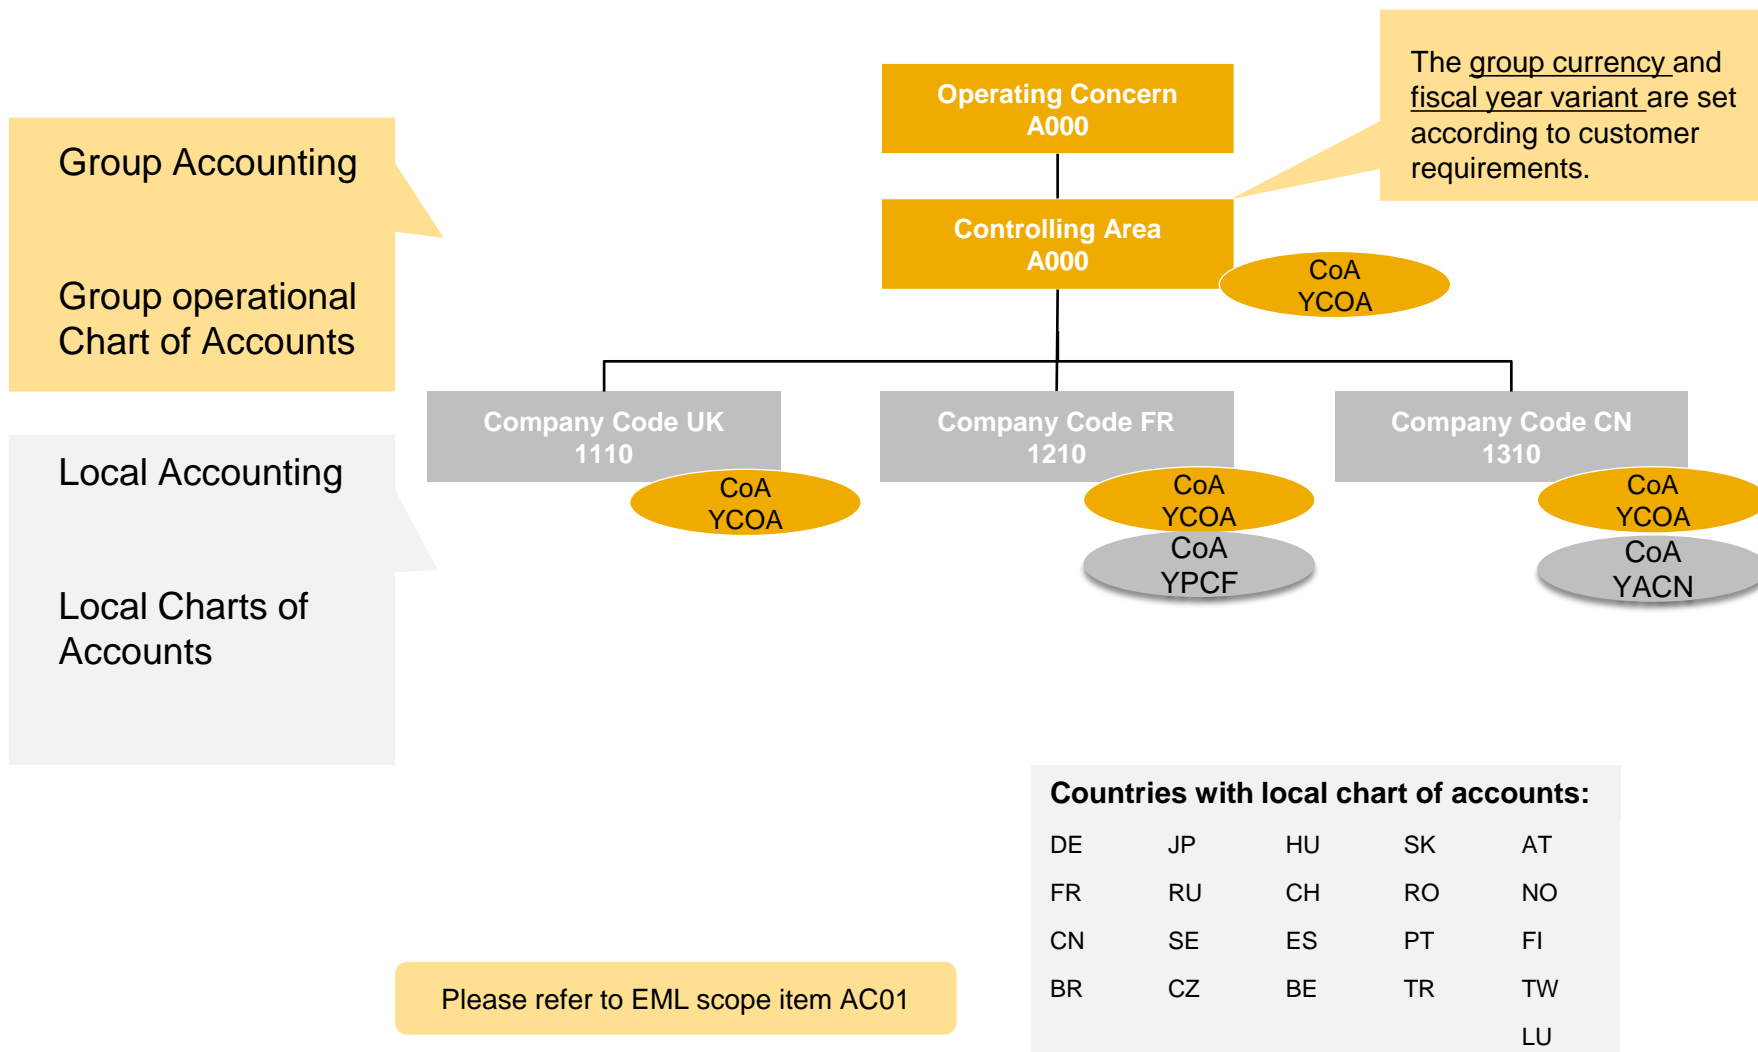 Operating Concern
A000
The group currency and
fiscal year variant are set
according to customer
requirements.
Group Accounting
Group operational
Chart of Accounts
Controlling Area
A000
CoA
YCOA
Company Code UK
1110
CoA
YCOA
Company Code FR
1210
CoA
YCOA
CoA
YPCF
Company Code CN
1310
CoA
YCOA
CoA
YACN
Local Accounting
Local Charts of
Accounts
Countries with local chart of accounts:
DE JP HU SK AT
FR RU CH RO NO
CN SE ES PT FI
BR CZ BE TR TW
LU
Please refer to EML scope item AC01